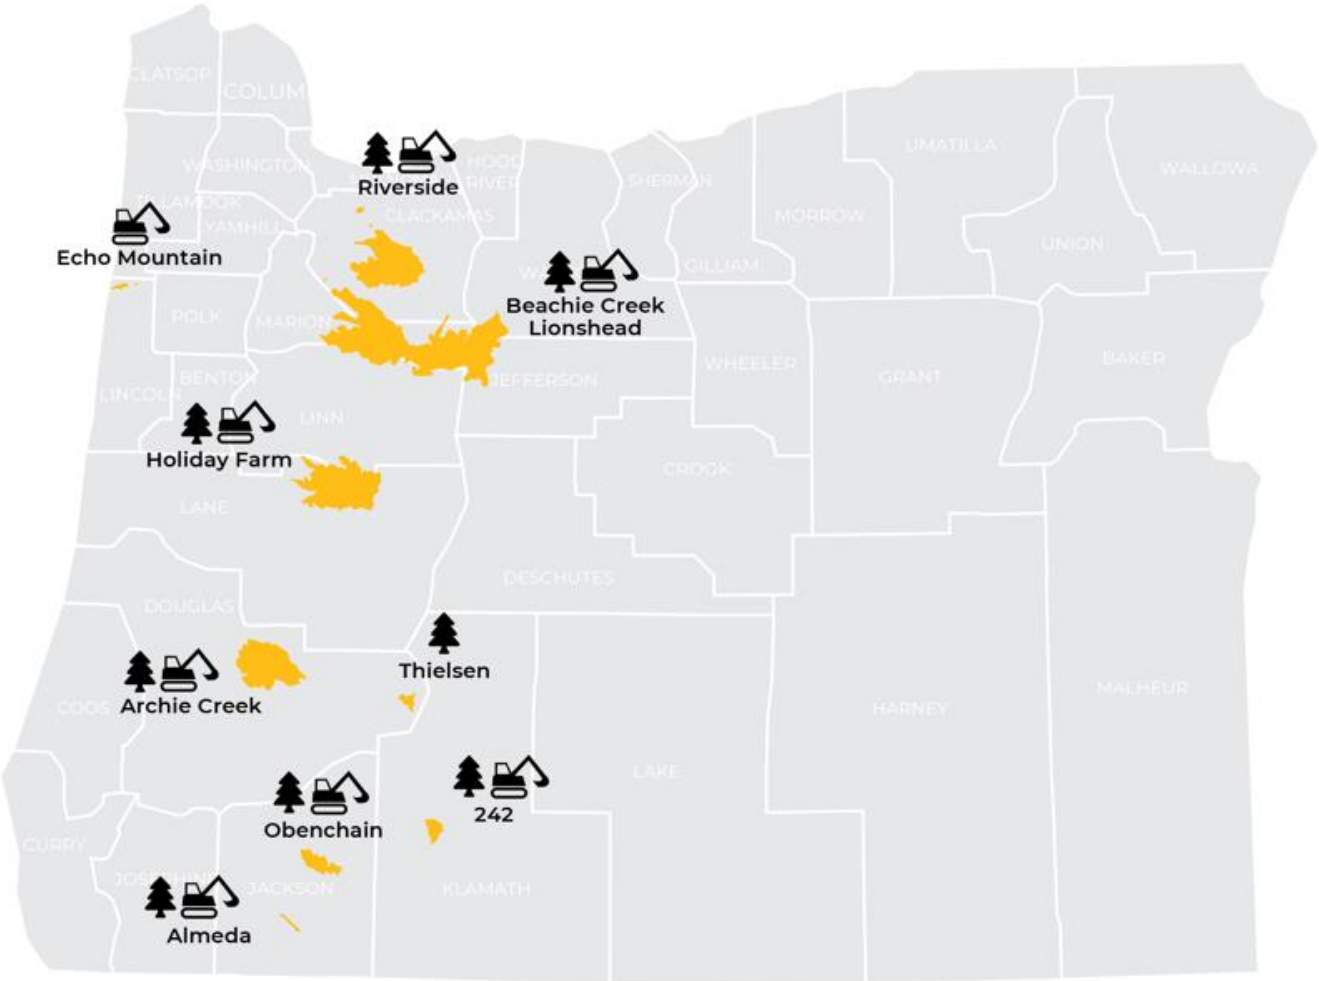 CLATSOP
COLUM
WASHINGTON
HOOD
RIVER
Riverside
SHERMAN
UMATILLA
WALLOWA
TILLAMOOK
CLACKAMAS
MORROW
YAMHILL
UNION
Echo Mountain
GILLIAM
Beachie Creek
Lionshead
POLK
MARION
WHEELER
BAKER
BENTON
JEFFERSON
GRANT
LINCOLN
LINN
Holiday Farm
CROOK
LANE
DESCHUTES
DOUGLAS
Thielsen
MALHEUR
COOS
Archie Creek
HARNEY
LAKE
242
Obenchain
CURRY
JOSEPHINE
JACKSON
KLAMATH
Almeda